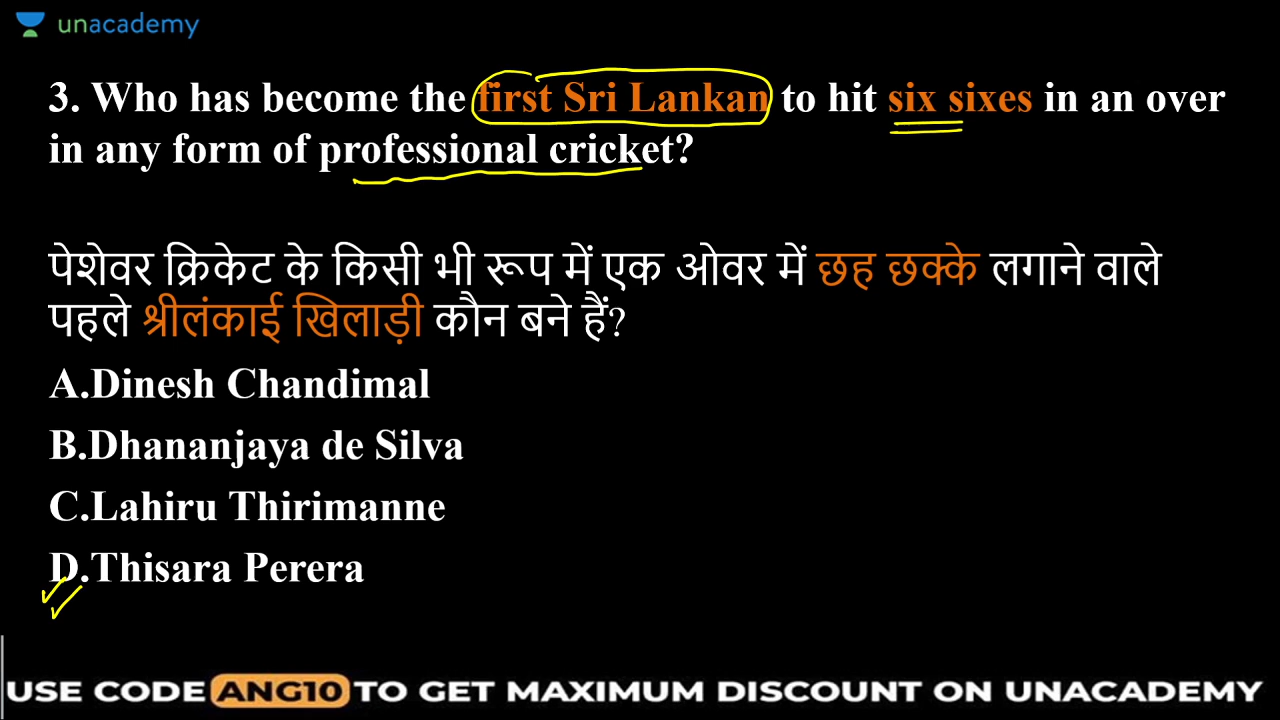 unacademy
3. Who has become the first Sri Lankan to hit six sixes in an over
in any form of professional cricket?
पेशेवर क्रिकेट के किसी भी रूप में एक ओवर में छह छक्के लगाने वाले
पहले श्रीलंकाई खिलाड़ी कौन बने हैं?
A.Dinesh Chandimal
B.Dhananjaya de Silva
C.Lahiru Thirimanne
D.Thisara Perera
USE CODE ANG10 TO GET MAXIMUM DISCOUNT ON UNACADEMY